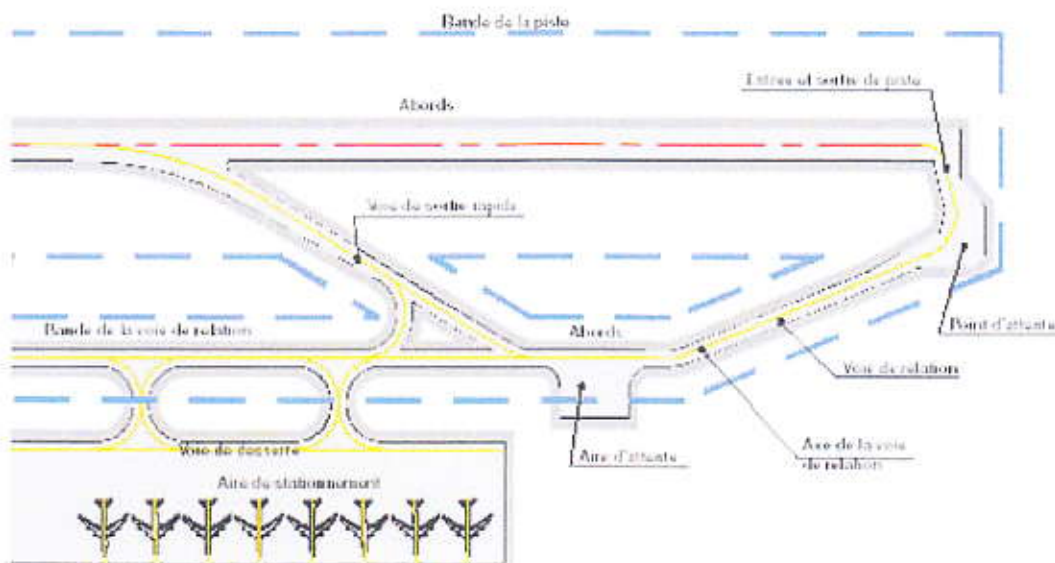 Bande de la piste
Entrée et sortie de piste
Abords
Voie de sortie rapide
Bande de la voie de relation
Abords
Point d'attente
Voie de relation
Axe de la voie
de relation
Aire d'attente
Voie de desserte
Aire de stationnement